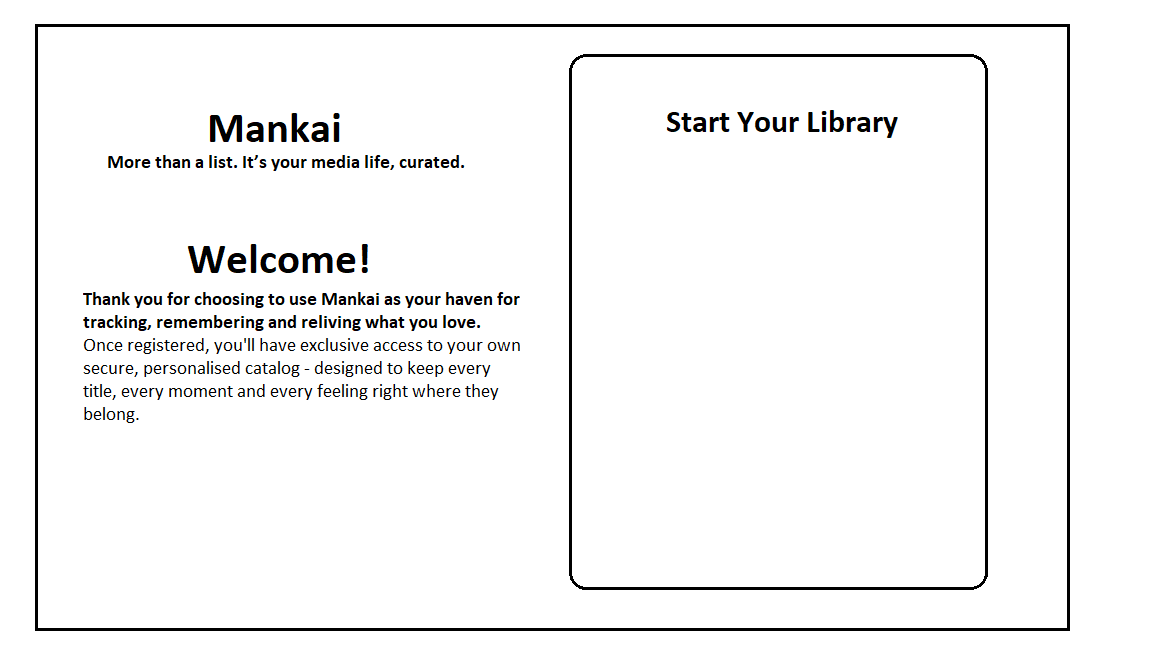 Mankai
More than a list. It’s your media life, curated.
Welcome!
Thank you for choosing to use Mankai as your haven for
tracking, remembering and reliving what you love.
Once registered, you'll have exclusive access to your own
secure, personalised catalog - designed to keep every
title, every moment and every feeling right where they
belong.
Start Your Library